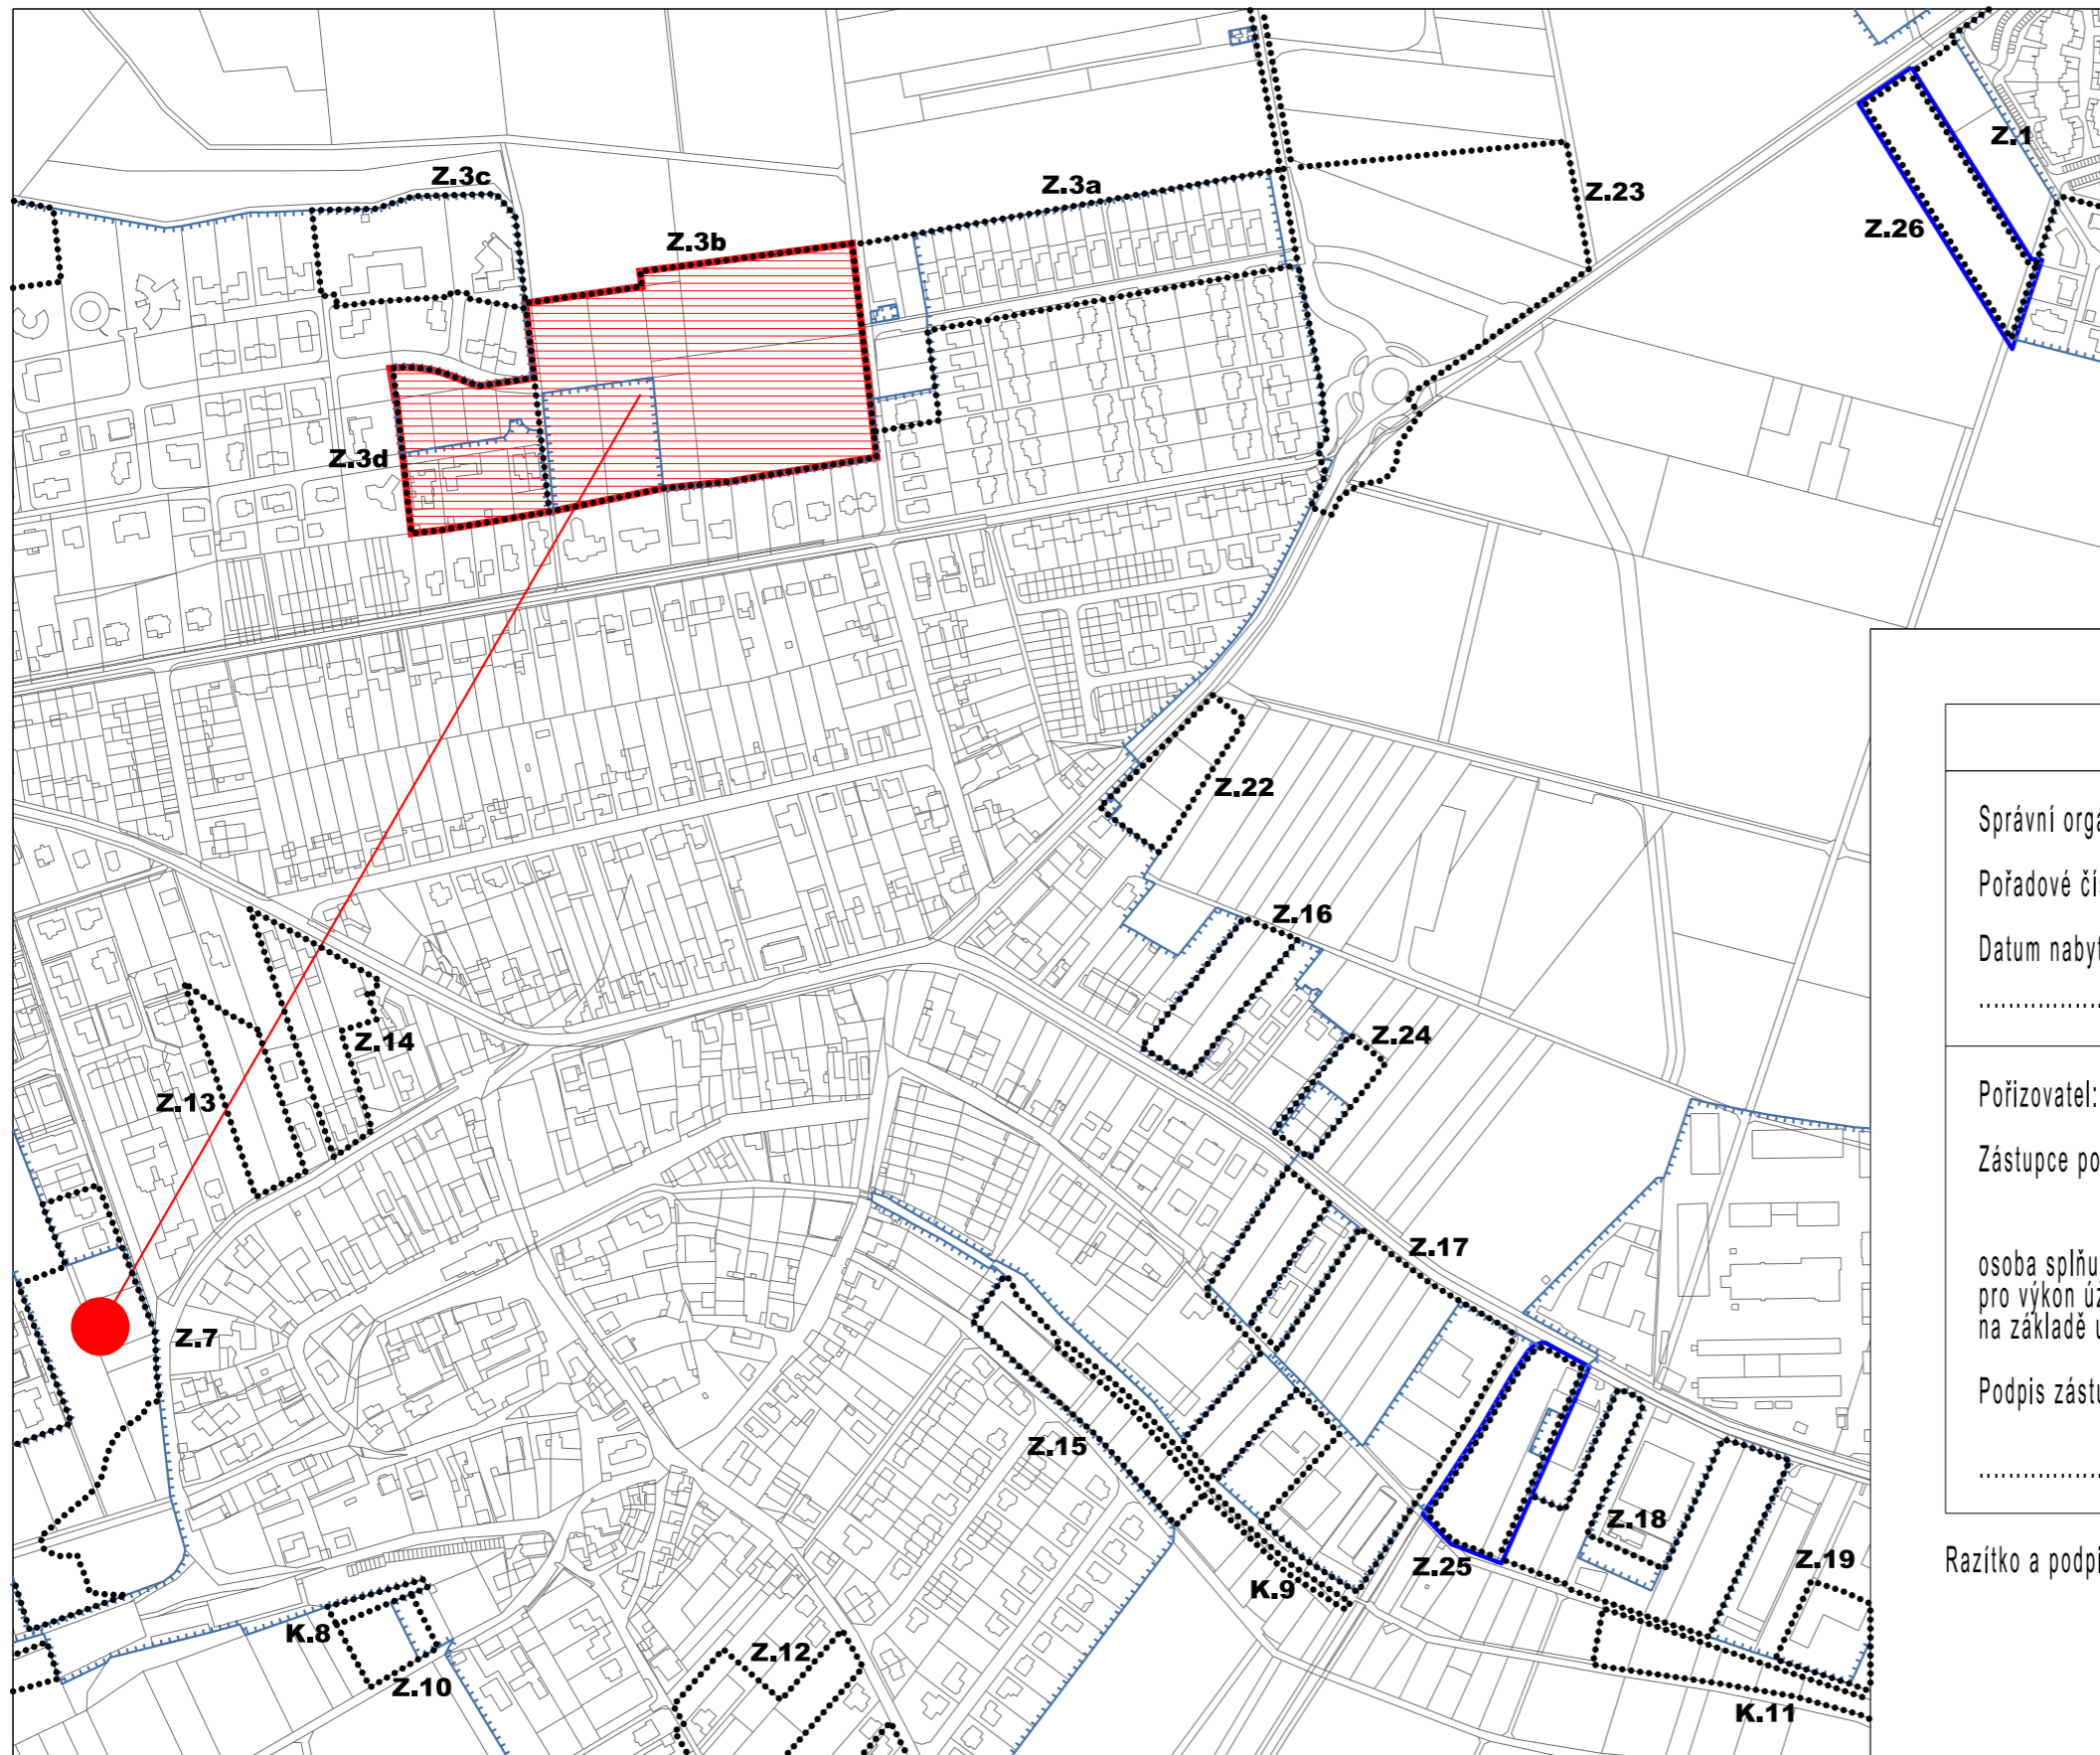 Z.3c
Z.3a
Z.1
Z.23
Z.26
Z.3b
Z.3d
Z.22
Z.16
Z.24
Z.14
Z.13
Z.17
Z.7
Z.15
Z.18
Z.25
Z.19
K.9
K.8
Z.12
Z.10
K.11
Správní orga
Pořadové čí
Datum nabyt
Pořizovatel:
Zástupce po
osoba splňu
pro výkon úz
na základě u
Podpis zástu
Razítko a podpi